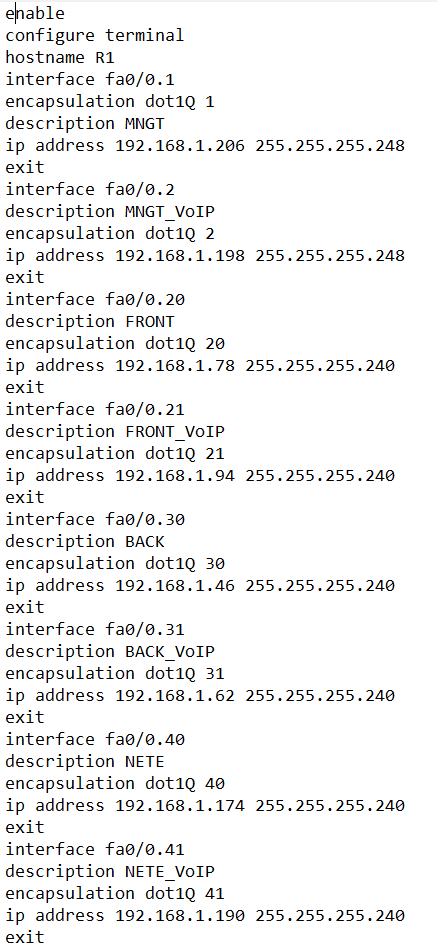 enable
configure terminal
hostname R1
interface fa0/0.1
encapsulation dot1Q 1
description MNGT
ip address 192.168.1.206 255.255.255.248
exit
interface fa0/0.2
description MNGT_VoIP
encapsulation dot1Q 2
ip address 192.168.1.198 255.255.255.248
exit
interface fa0/0.20
description FRONT
encapsulation dot1Q 20
ip address 192.168.1.78 255.255.255.240
exit
interface fa0/0.21
description FRONT_VoIP
encapsulation dot1Q 21
ip address 192.168.1.94 255.255.255.240
exit
interface fa0/0.30
description BACK
encapsulation dot1Q 30
ip address 192.168.1.46 255.255.255.240
exit
interface fa0/0.31
description BACK_VoIP
encapsulation dot1Q 31
ip address 192.168.1.62 255.255.255.240
exit
interface fa0/0.40
description NETE
encapsulation dot1Q 40
ip address 192.168.1.174 255.255.255.240
exit
interface fa0/0.41
description NETE_VoIP
encapsulation dot1Q 41
ip address 192.168.1.190 255.255.255.240
exit